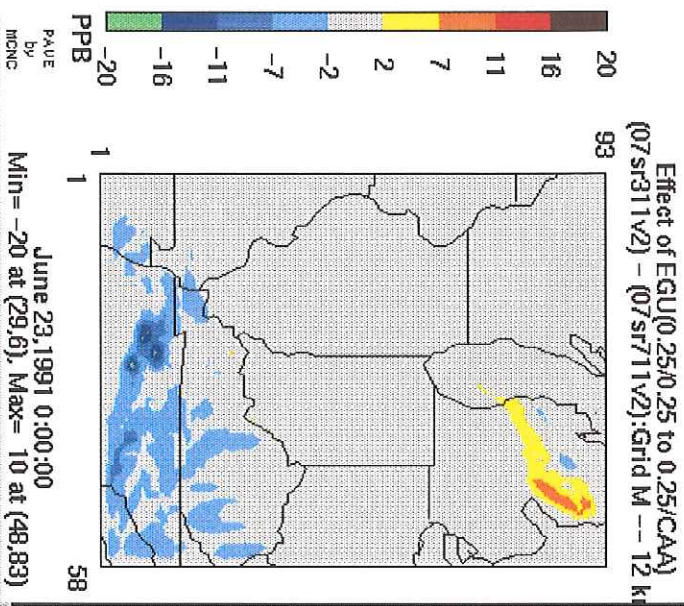 Effect of EGU(0.25/0.25 to 0.25/CAA)
(07sr311v2) - (07sr711v2):Grid M -- 12 k
20
16
11
7
2
-2
-7
-11
-16
-20
PPB
PAVE
by
MCNC
93
1
1
58
June 23,1991 0:00:00
Min= -20 at (29,6), Max= 10 at (48,83)